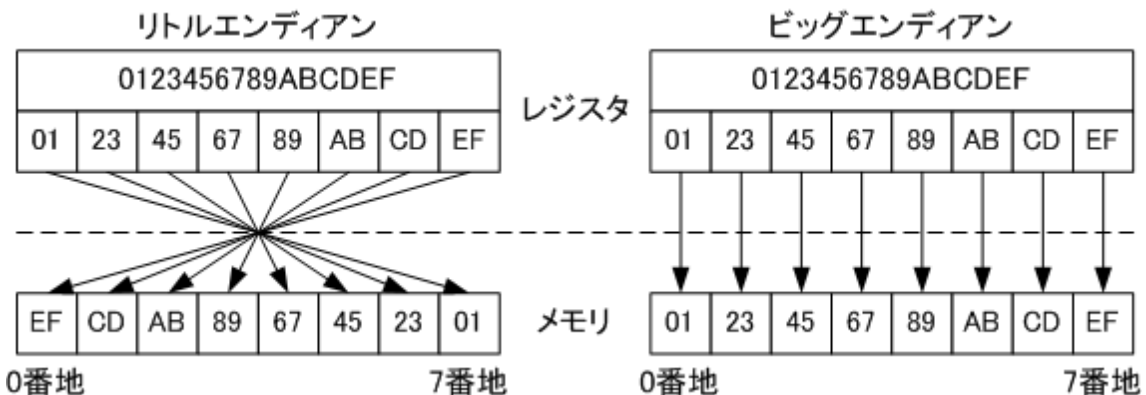 リトルエンディアン
0123456789ABCDEF
01 23 45 67 89 AB CD EF
レジスタ
ビッグエンディアン
0123456789ABCDEF
01 23 45 67 89 AB CD EF
EF CD AB 89 67 45 23 01
0番地 7番地
メモリ
01 23 45 67 89 AB CD EF
0番地 7番地